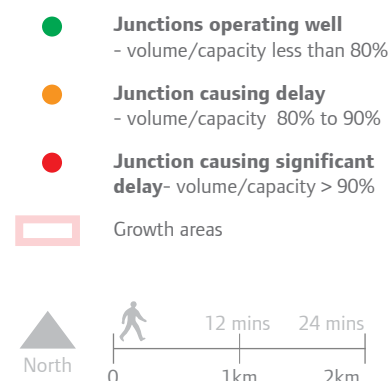 Junctions operating well
- volume/capacity less than 80%
Junction causing delay
- volume/capacity 80% to 90%
Junction causing significant
delay- volume/capacity > 90%
Growth areas
12 mins 24 mins
North
0 1km 2km